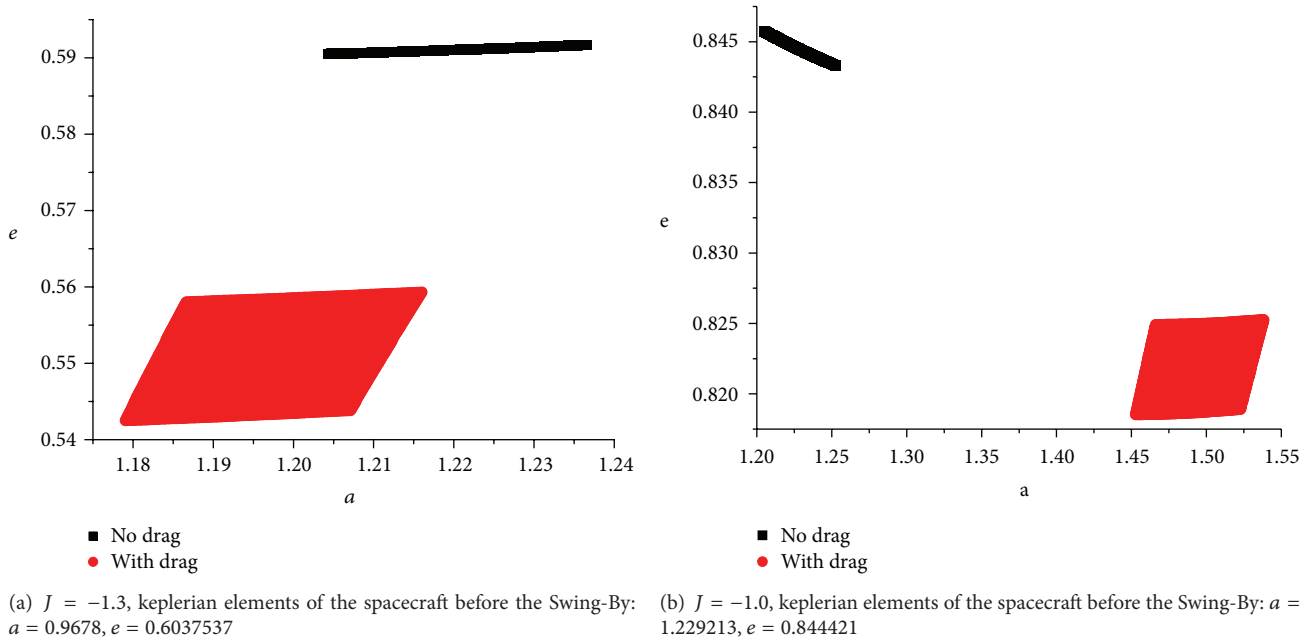 0.59
0.58
0.57
e
0.56
0.55
0.54
1.18 1.19 1.20 1.21 1.22 1.23 1.24
a
No drag
With drag
(a) J = −1.3, keplerian elements of the spacecraft before the Swing-By:
a = 0.9678, e = 0.6037537
0.845
0.840
0.835
e
0.830
0.825
0.820
1.20 1.25 1.30 1.35 1.40 1.45 1.50 1.55
a
No drag
With drag
(b) J = −1.0, keplerian elements of the spacecraft before the Swing-By: a =
1.229213, e = 0.844421